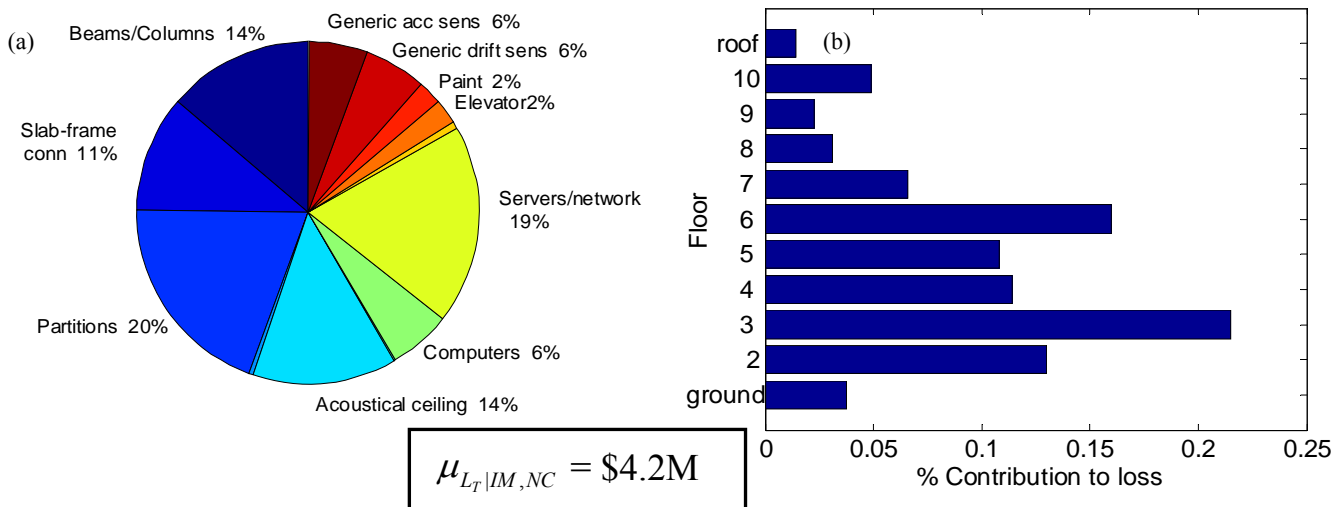 (a)
Beams/Columns 14%
Generic acc sens 6%
Generic drift sens 6%
Paint 2%
Elevator2%
Slab-frame
conn 11%
Servers/network
19%
Partitions 20%
Computers 6%
Acoustical ceiling 14%
μ_{L_T|IM,NC} = $4.2M
(b)
roof
10
9
8
7
6
5
4
3
2
ground
Floor
0 0.05 0.1 0.15 0.2 0.25
% Contribution to loss